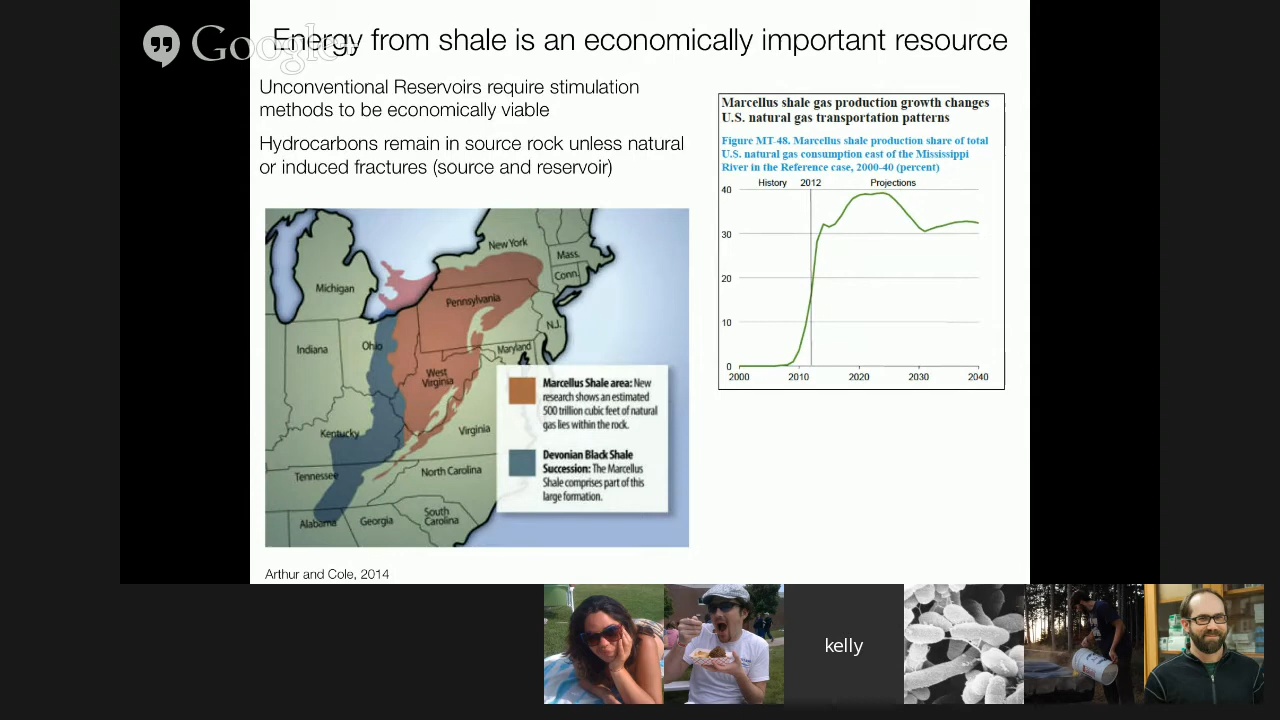 Google+
Energy from shale is an economically important resource
Unconventional Reservoirs require stimulation
methods to be economically viable
Hydrocarbons remain in source rock unless natural
or induced fractures (source and reservoir)
Marcellus shale gas production growth changes
U.S. natural gas transportation patterns
Figure MT-48. Marcellus shale production share of total
U.S. natural gas consumption east of the Mississippi
River in the Reference case, 2000-40 (percent)
History 2012 Projections
40
30
20
10
0
2000 2010 2020 2030 2040
New York
Mass.
Conn.
Michigan
Pennsylvania
N.J.
Indiana
Ohio
Maryland
West
Virginia
Kentucky
Virginia
Tennessee
North Carolina
South
Carolina
Alabama
Georgia
Marcellus Shale area: New
research shows an estimated
500 trillion cubic feet of natural
gas lies within the rock.
Devonian Black Shale
Succession: The Marcellus
Shale comprises part of this
large formation.
Arthur and Cole, 2014
kelly